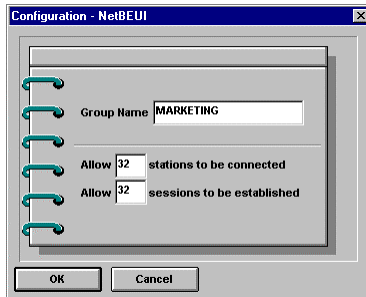 Configuration - NetBEUI
Group Name MARKETING
Allow 32 stations to be connected
Allow 32 sessions to be established
OK Cancel